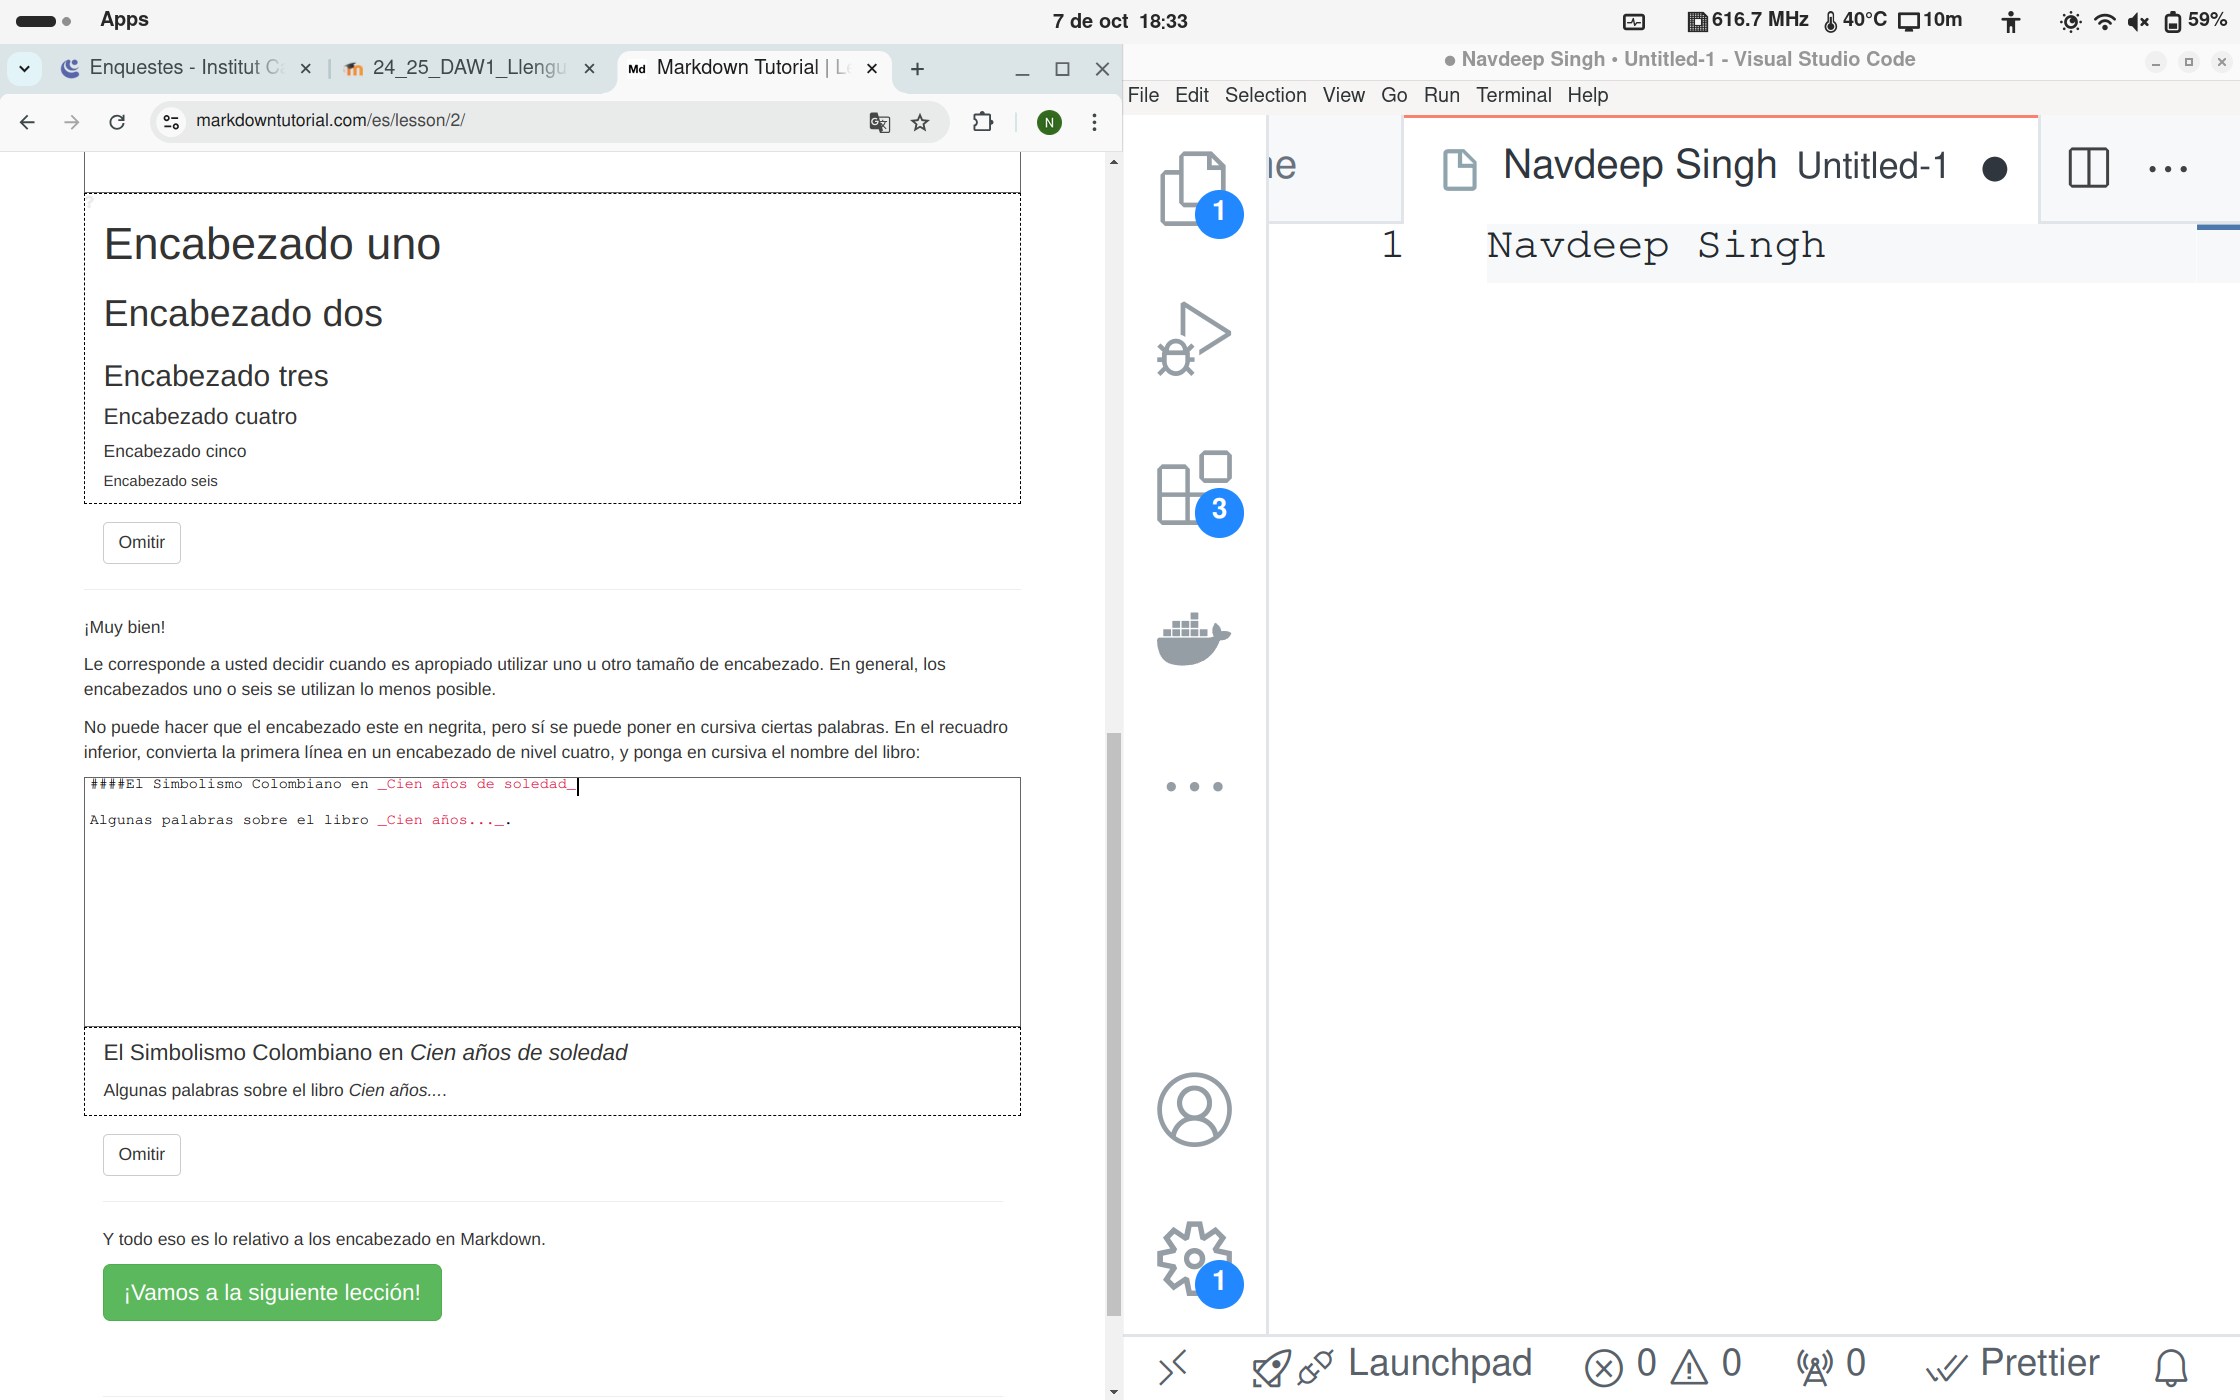 Apps
7 de oct 18:33
616.7 MHz 40°C 10m
59%
Enquestes - Institut C
24_25_DAW1_Llengu
Md Markdown Tutorial | L
markdowntutorial.com/es/lesson/2/
N
Encabezado uno
Encabezado dos
Encabezado tres
Encabezado cuatro
Encabezado cinco
Encabezado seis
Omitir
¡Muy bien!
Le corresponde a usted decidir cuando es apropiado utilizar uno u otro tamaño de encabezado. En general, los
encabezados uno o seis se utilizan lo menos posible.
No puede hacer que el encabezado este en negrita, pero sí se puede poner en cursiva ciertas palabras. En el recuadro
inferior, convierta la primera línea en un encabezado de nivel cuatro, y ponga en cursiva el nombre del libro:
####El Simbolismo Colombiano en _Cien años de soledad_
Algunas palabras sobre el libro _Cien años..._.
El Simbolismo Colombiano en Cien años de soledad
Algunas palabras sobre el libro Cien años....
Omitir
Y todo eso es lo relativo a los encabezado en Markdown.
¡Vamos a la siguiente lección!
● Navdeep Singh • Untitled-1 - Visual Studio Code
File Edit Selection View Go Run Terminal Help
ne
Navdeep Singh Untitled-1
1 Navdeep Singh
1
3
1
Launchpad 0 0 0 Prettier